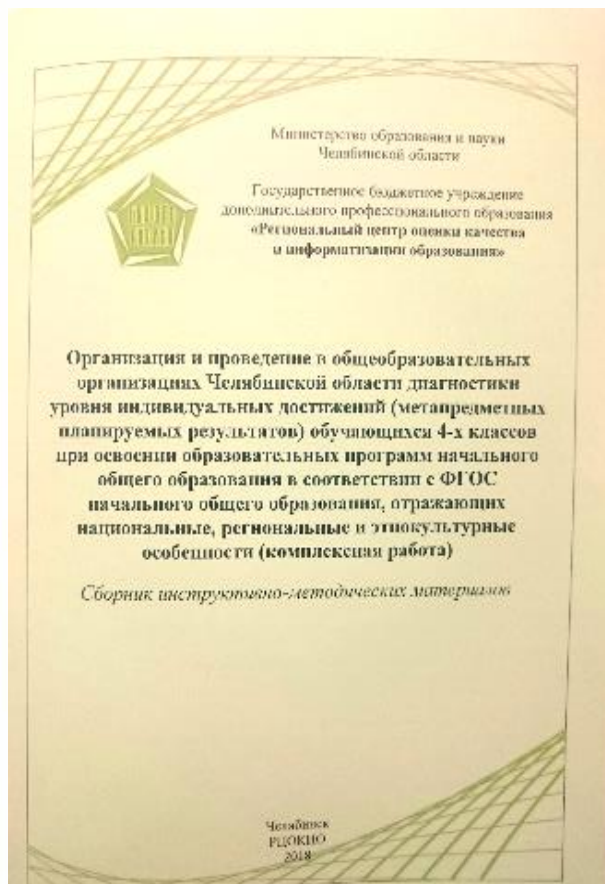 Министерство образования и науки
Челябинской области
Государственное бюджетное учреждение
дополнительного профессионального образования
«Региональный центр оценки качества
и информатизации образования»
Организация и проведение в общеобразовательных
организациях Челябинской области диагностики
уровня индивидуальных достижений (метапредметных
планируемых результатов) обучающихся 4-х классов
при освоении образовательных программ начального
общего образования в соответствии с ФГОС
начального общего образования, отражающих
национальные, региональные и этнокультурные
особенности (комплексная работа)
Сборник инструктивно-методических материалов
Челябинск
РЦОКИО
2018